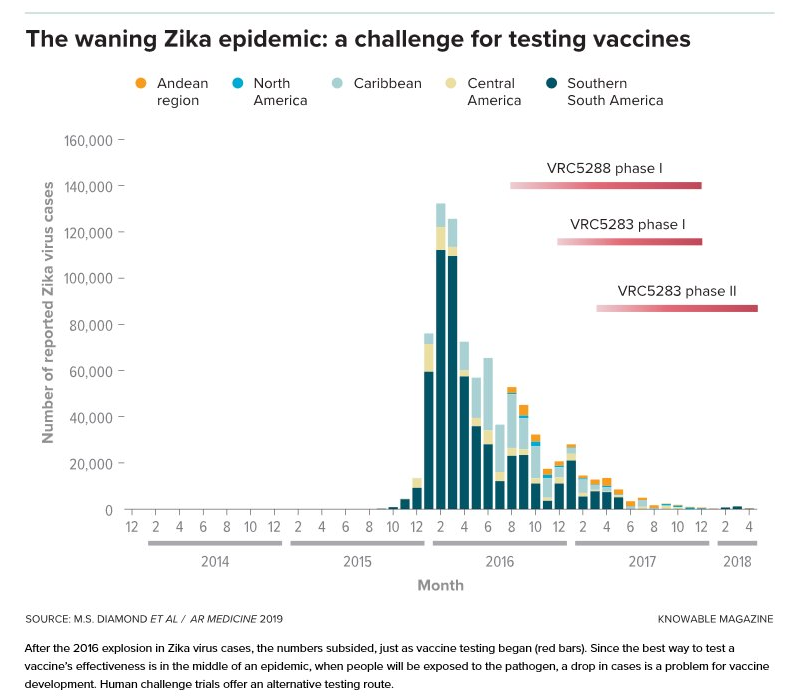 The waning Zika epidemic: a challenge for testing vaccines
Andean region
North America
Caribbean
Central America
Southern South America
Number of reported Zika virus cases
160,000
140,000
120,000
100,000
80,000
60,000
40,000
20,000
0
VRC5288 phase I
VRC5283 phase I
VRC5283 phase II
12 2 4 6 8 10 12 2 4 6 8 10 12 2 4 6 8 10 12 2 4 6 8 10 12 2 4
2014 2015 2016 2017 2018
Month
SOURCE: M.S. DIAMOND ET AL / AR MEDICINE 2019
KNOWABLE MAGAZINE
After the 2016 explosion in Zika virus cases, the numbers subsided, just as vaccine testing began (red bars). Since the best way to test a
vaccine's effectiveness is in the middle of an epidemic, when people will be exposed to the pathogen, a drop in cases is a problem for vaccine
development. Human challenge trials offer an alternative testing route.